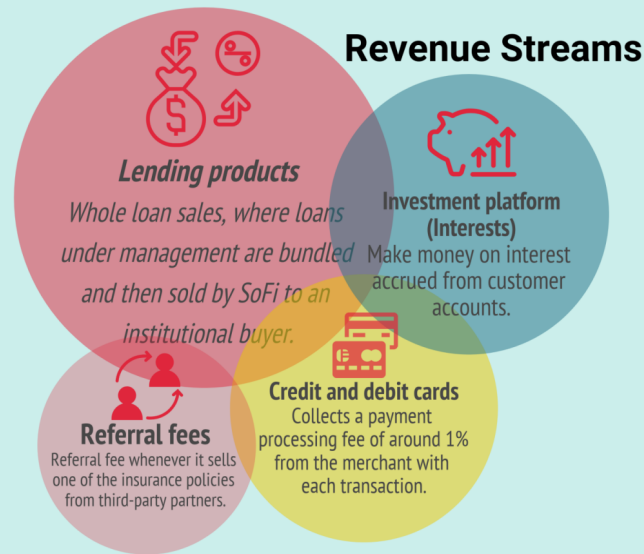 Revenue Streams
Lending products
Whole loan sales, where loans
under management are bundled
and then sold by SoFi to an
institutional buyer.
Investment platform
(Interests)
Make money on interest
accrued from customer
accounts.
Credit and debit cards
Collects a payment
processing fee of around 1%
from the merchant with
each transaction.
Referral fees
Referral fee whenever it sells
one of the insurance policies
from third-party partners.